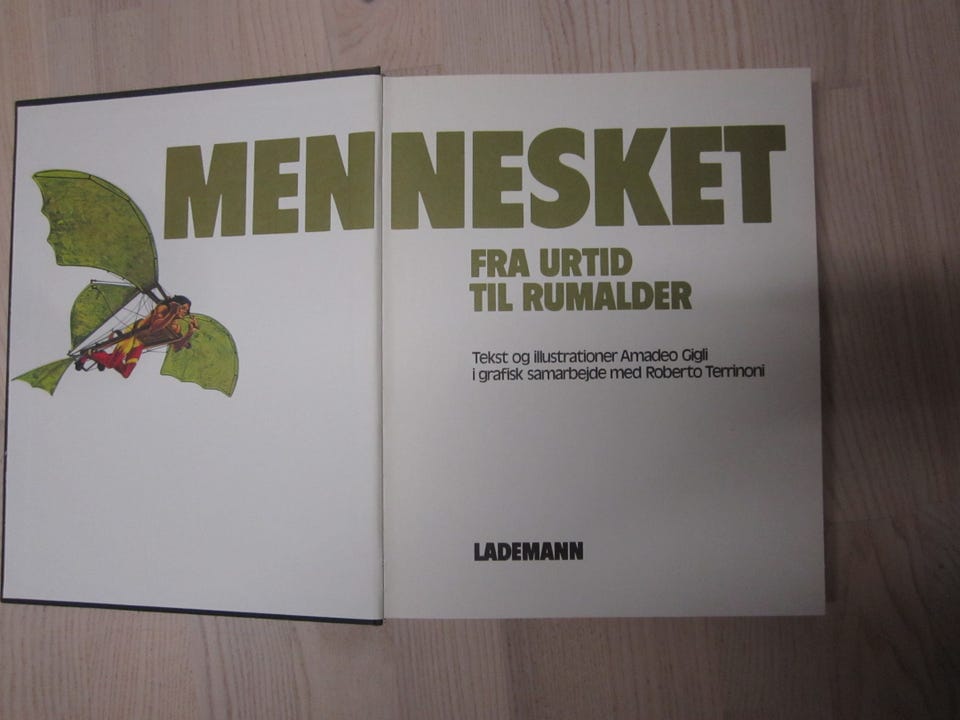 MENNESKET
FRA URTID
TIL RUMALDER
Tekst og illustrationer Amadeo Gigli
i grafisk samarbejde med Roberto Terrinoni
LADEMANN